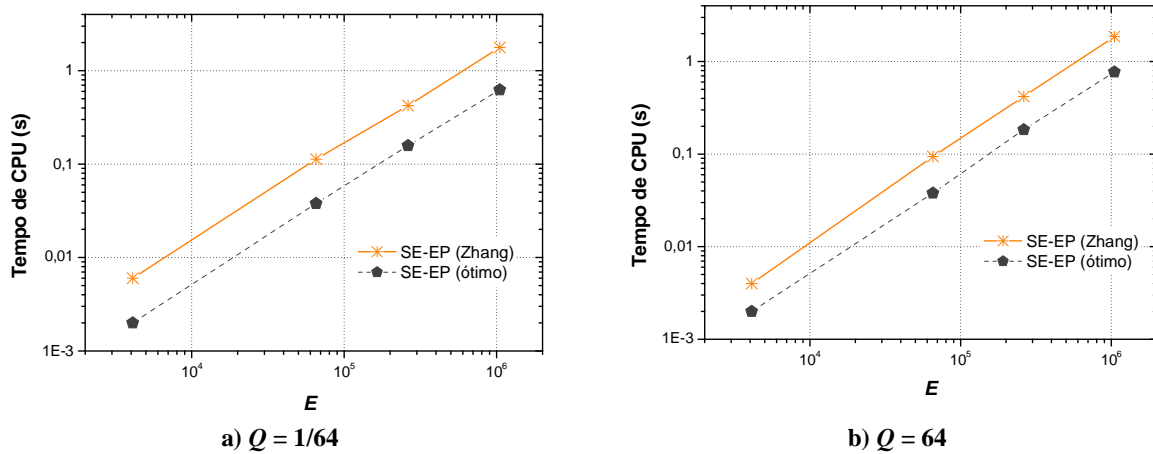 Tempo de CPU (s)
1
0,1
0,01
1E-3
10^4
10^5
10^6
E
SE-EP (Zhang)
SE-EP (ótimo)
a) Q = 1/64
Tempo de CPU (s)
1
0,1
0,01
1E-3
10^4
10^5
10^6
E
SE-EP (Zhang)
SE-EP (ótimo)
b) Q = 64